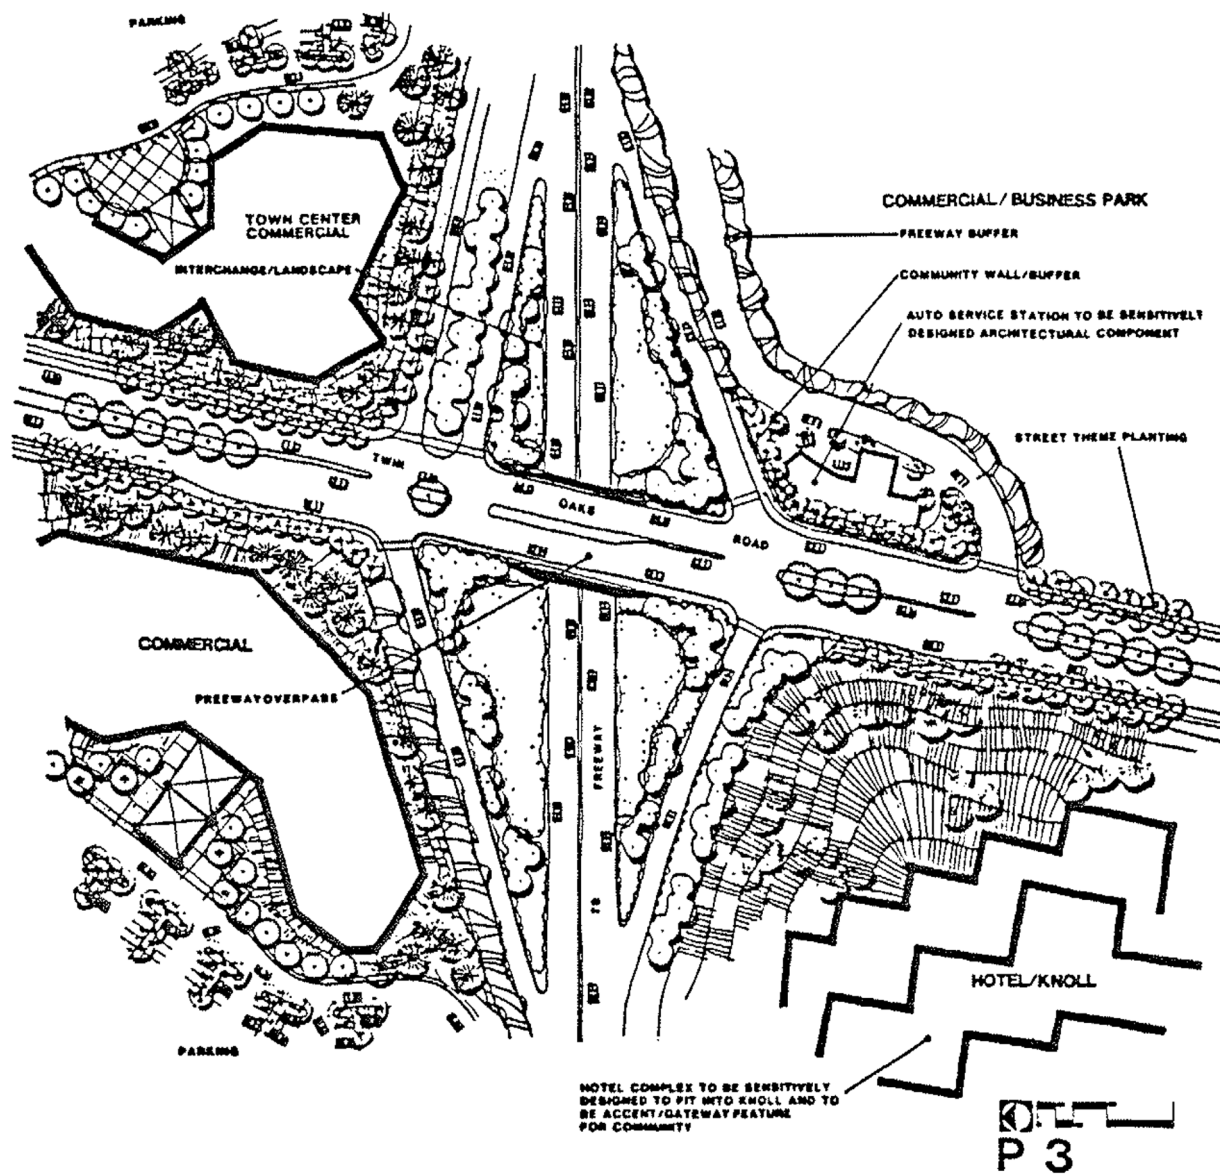 PARKING
TOWN CENTER
COMMERCIAL
INTERCHANGE/LANDSCAPE
COMMERCIAL/BUSINESS PARK
FREEWAY BUFFER
COMMUNITY WALL/BUFFER
AUTO SERVICE STATION TO BE SENSITIVELY
DESIGNED ARCHITECTURAL COMPONENT
STREET THEME PLANTING
TWIN OAKS ROAD
COMMERCIAL
FREEWAY OVERPASS
FREEWAY
HOTEL/KNOLL
PARKING
HOTEL COMPLEX TO BE SENSITIVELY
DESIGNED TO FIT INTO KNOLL AND TO
BE ACCENT/GATEWAY FEATURE
FOR COMMUNITY
P 3